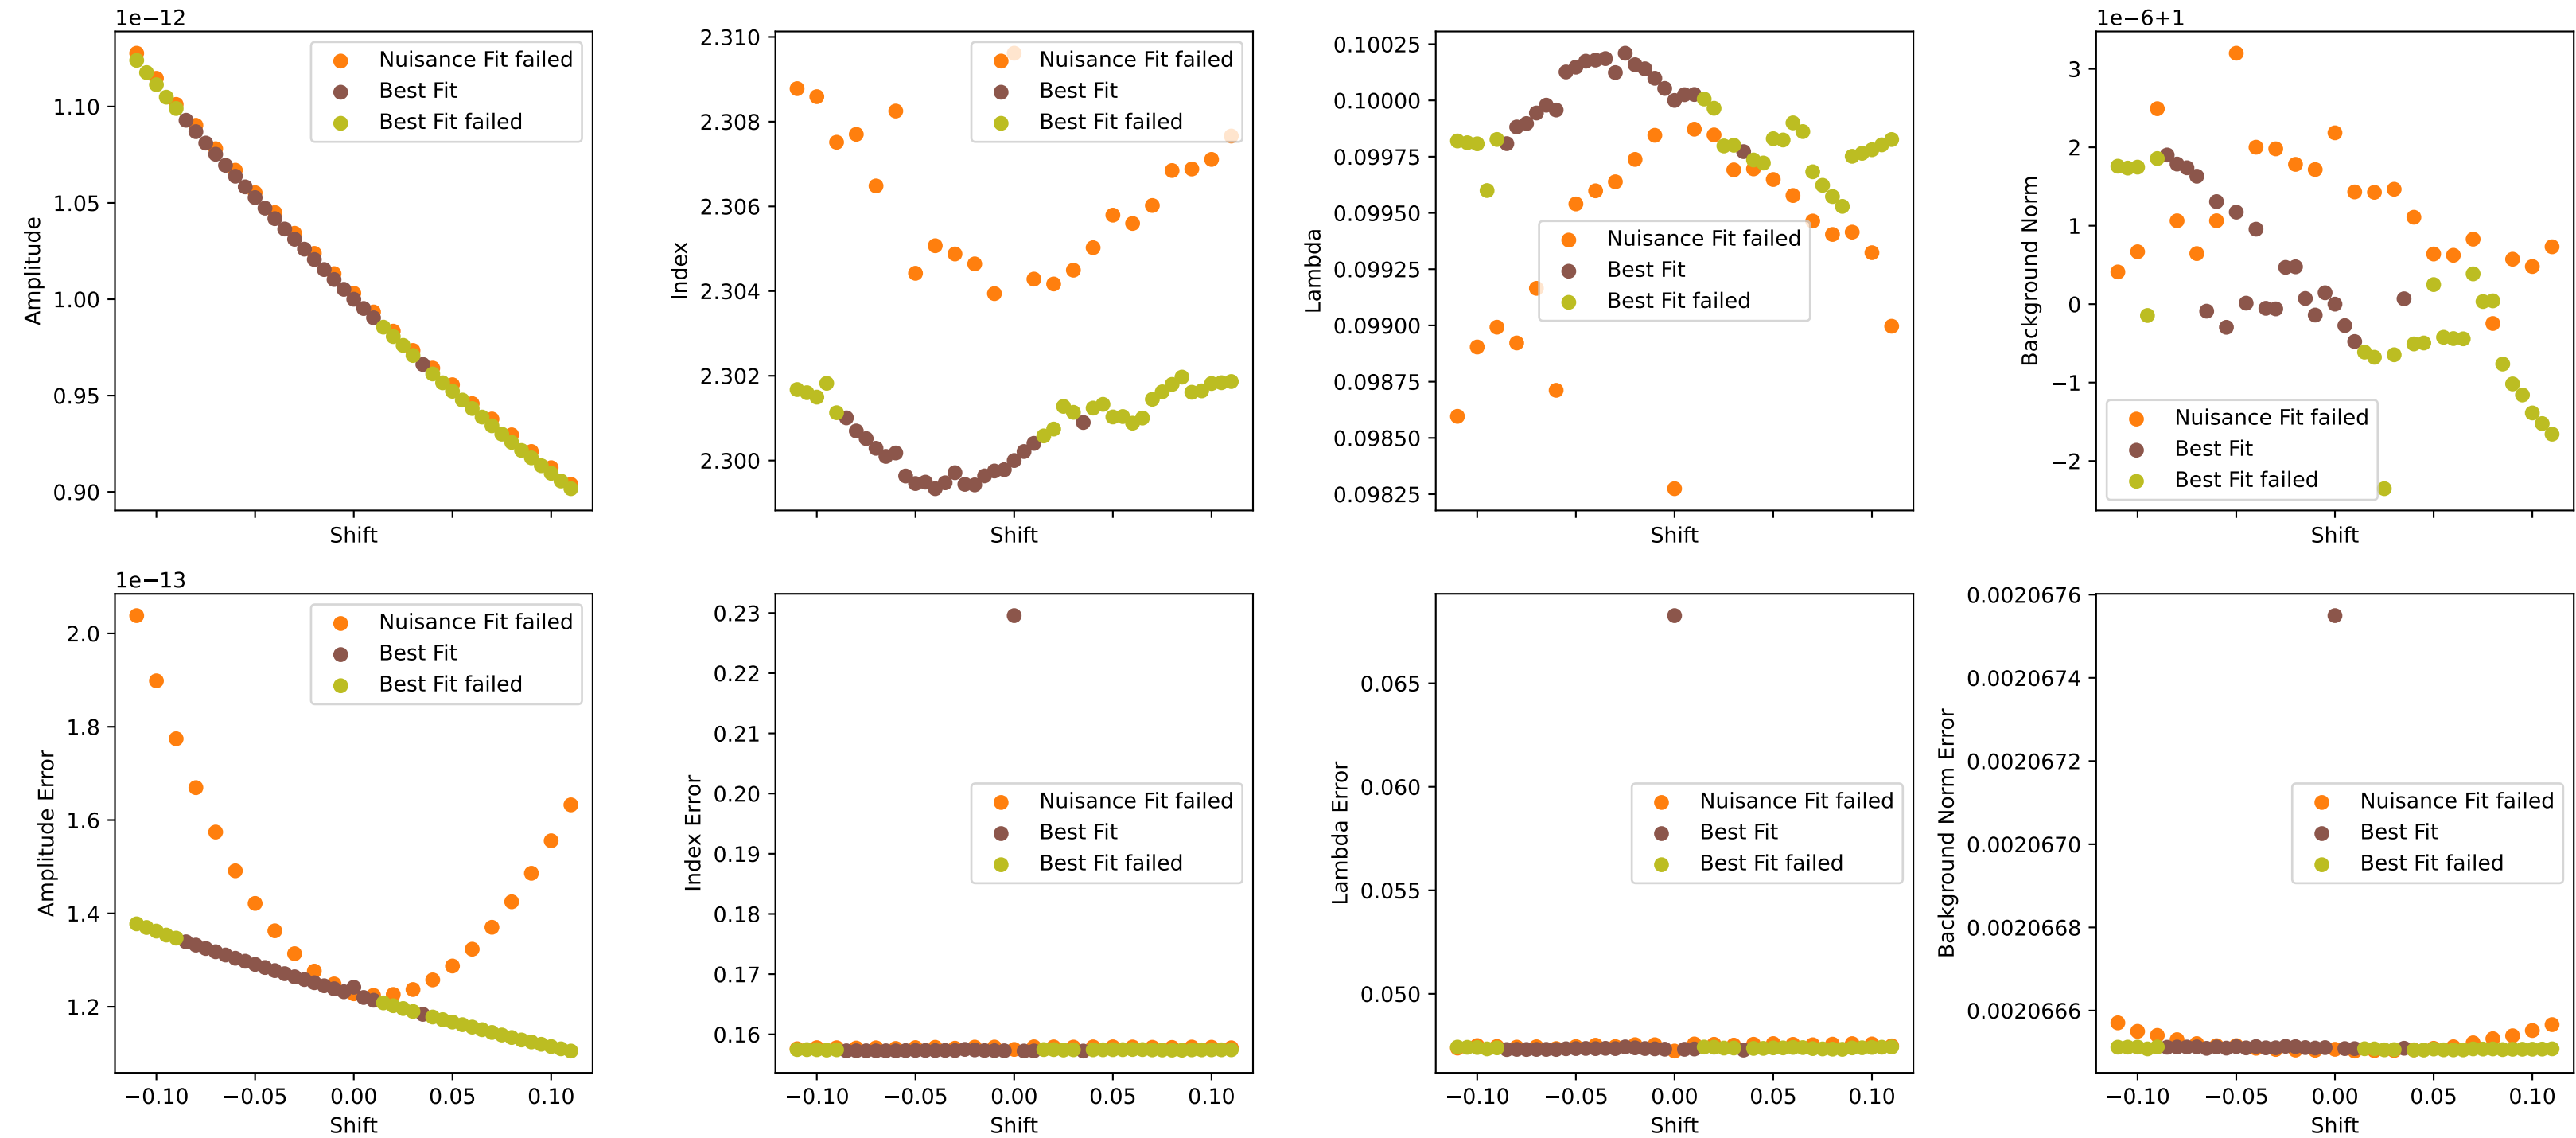 1e−12
1.10
1.05
1.00
0.95
0.90
Amplitude
Shift
Nuisance Fit failed
Best Fit
Best Fit failed
2.310
2.308
2.306
2.304
2.302
2.300
Index
Shift
Nuisance Fit failed
Best Fit
Best Fit failed
0.10025
0.10000
0.09975
0.09950
0.09925
0.09900
0.09875
0.09850
0.09825
Lambda
Shift
Nuisance Fit failed
Best Fit
Best Fit failed
1e−6+1
3
2
1
0
−1
−2
Background Norm
Shift
Nuisance Fit failed
Best Fit
Best Fit failed
1e−13
2.0
1.8
1.6
1.4
1.2
Amplitude Error
−0.10 −0.05 0.00 0.05 0.10
Shift
Nuisance Fit failed
Best Fit
Best Fit failed
0.23
0.22
0.21
0.20
0.19
0.18
0.17
0.16
Index Error
−0.10 −0.05 0.00 0.05 0.10
Shift
Nuisance Fit failed
Best Fit
Best Fit failed
0.065
0.060
0.055
0.050
Lambda Error
−0.10 −0.05 0.00 0.05 0.10
Shift
Nuisance Fit failed
Best Fit
Best Fit failed
0.0020676
0.0020674
0.0020672
0.0020670
0.0020668
0.0020666
Background Norm Error
−0.10 −0.05 0.00 0.05 0.10
Shift
Nuisance Fit failed
Best Fit
Best Fit failed